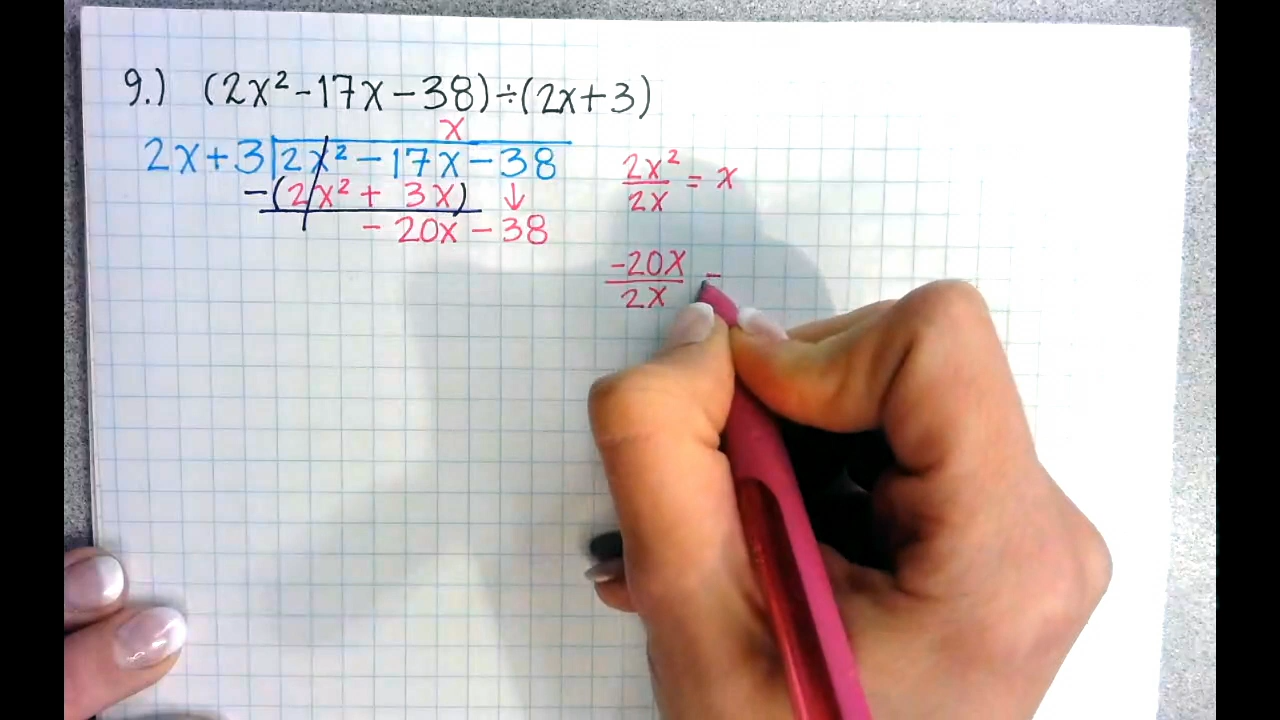 9.) (2x²-17x-38)÷(2x+3)
x
2x+3 2x²-17x-38
-(2x²+ 3x) ↓
-20x-38
2x²/2x = x
-20x/2x =